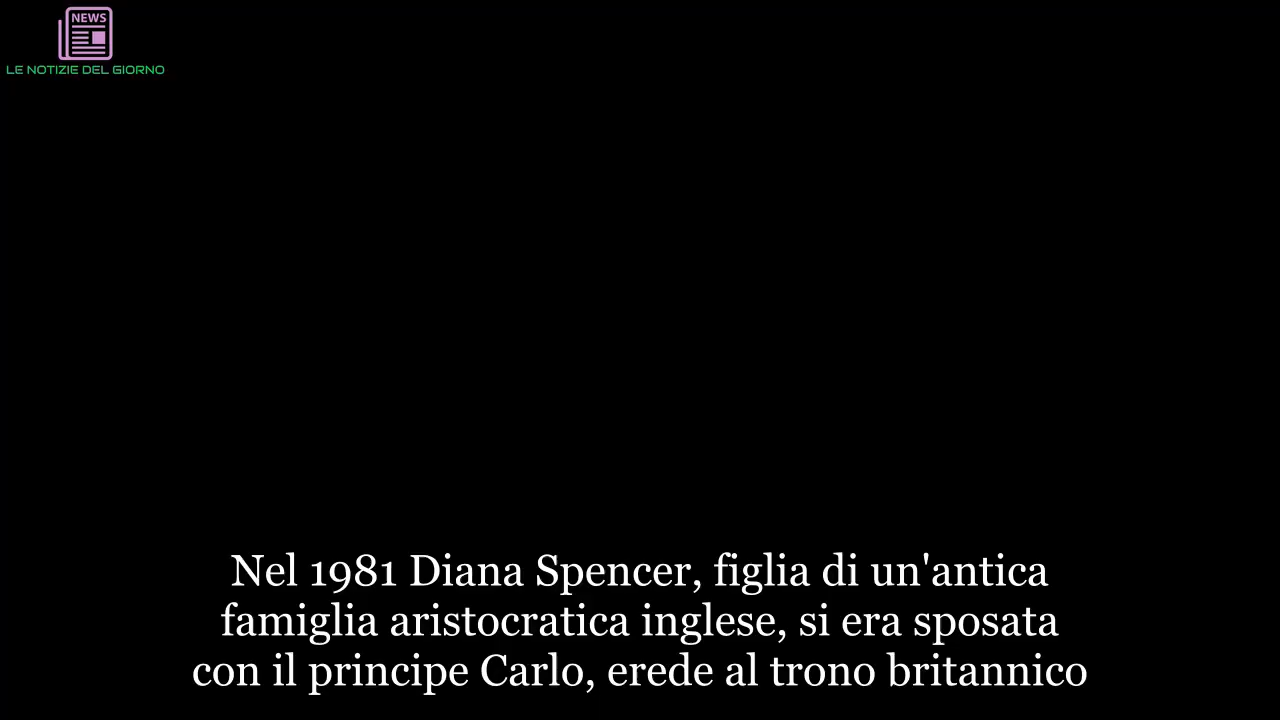 NEWS
LE NOTIZIE DEL GIORNO
Nel 1981 Diana Spencer, figlia di un'antica
famiglia aristocratica inglese, si era sposata
con il principe Carlo, erede al trono britannico